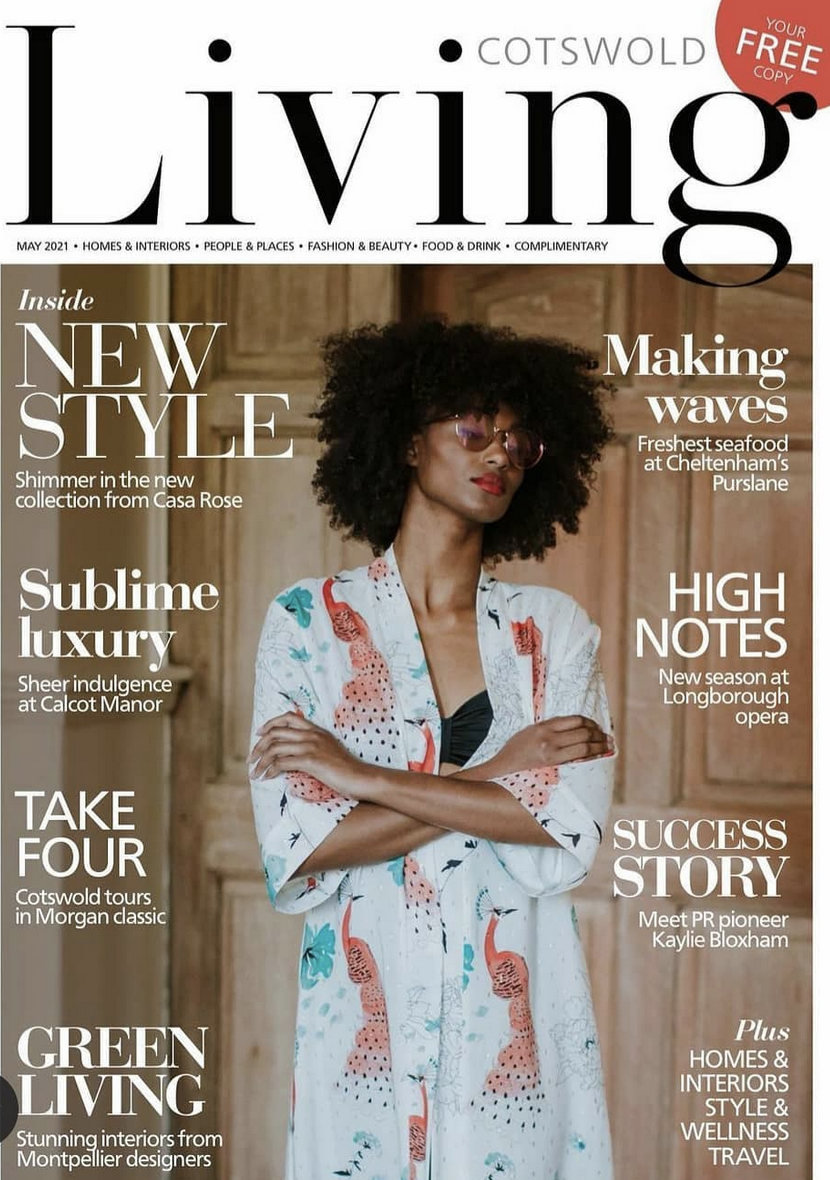 COTSWOLD
Living
YOUR
FREE
COPY
MAY 2021 • HOMES & INTERIORS • PEOPLE & PLACES • FASHION & BEAUTY • FOOD & DRINK • COMPLIMENTARY
Inside
NEW
STYLE
Shimmer in the new
collection from Casa Rose
Sublime
luxury
Sheer indulgence
at Calcot Manor
TAKE
FOUR
Cotswold tours
in Morgan classic
GREEN
LIVING
Stunning interiors from
Montpellier designers
Making
waves
Freshest seafood
at Cheltenham's
Purslane
HIGH
NOTES
New season at
Longborough
opera
SUCCESS
STORY
Meet PR pioneer
Kaylie Bloxham
Plus
HOMES &
INTERIORS
STYLE &
WELLNESS
TRAVEL